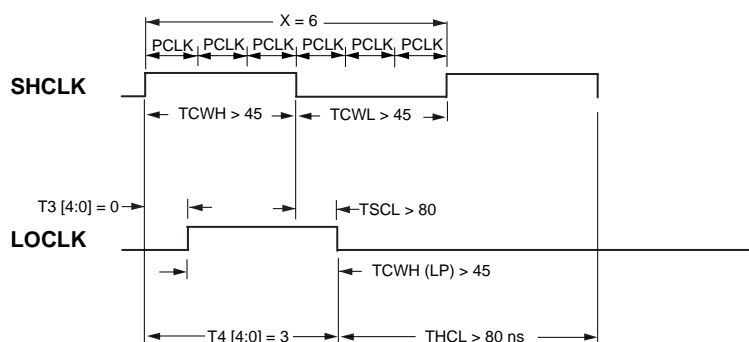 X = 6
PCLK PCLK PCLK PCLK PCLK PCLK
SHCLK
TCWH > 45 TCWL > 45
T3 [4:0] = 0 TSCL > 80
LOCLK
TCWH (LP) > 45
T4 [4:0] = 3 THCL > 80 ns